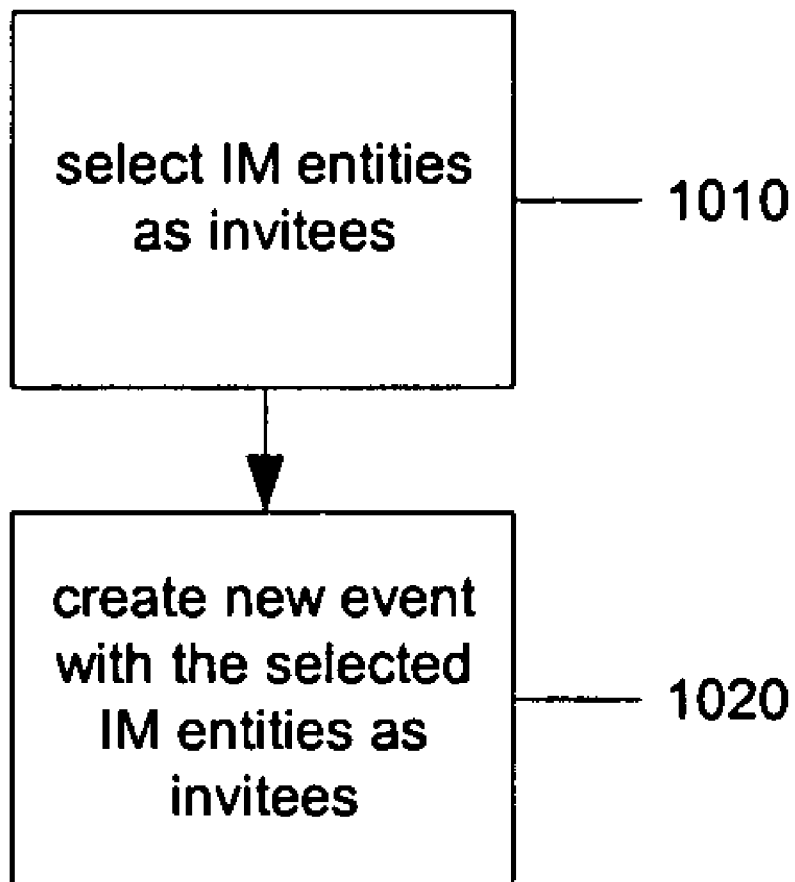 select IM entities
as invitees
1010
create new event
with the selected
IM entities as
invitees
1020